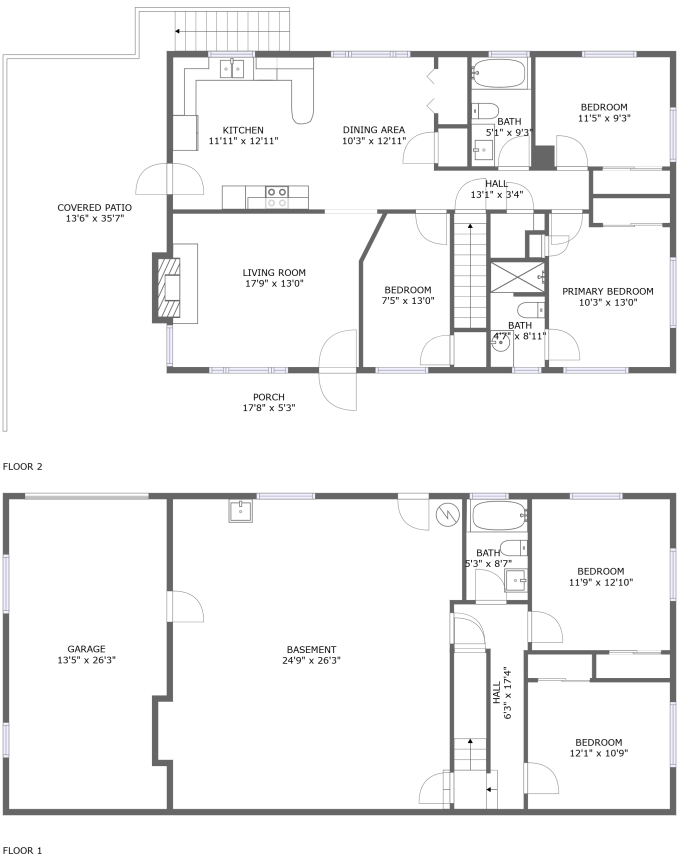 BEDROOM
11'5" x 9'3"
BATH
5'1" x 9'3"
KITCHEN
11'11" x 12'11"
DINING AREA
10'3" x 12'11"
HALL
13'1" x 3'4"
COVERED PATIO
13'6" x 35'7"
LIVING ROOM
17'9" x 13'0"
BEDROOM
7'5" x 13'0"
PRIMARY BEDROOM
10'3" x 13'0"
BATH
4'7" x 8'11"
PORCH
17'8" x 5'3"
FLOOR 2
BATH
5'3" x 8'7"
BEDROOM
11'9" x 12'10"
GARAGE
13'5" x 26'3"
BASEMENT
24'9" x 26'3"
HALL
6'3" x 17'4"
BEDROOM
12'1" x 10'9"
FLOOR 1